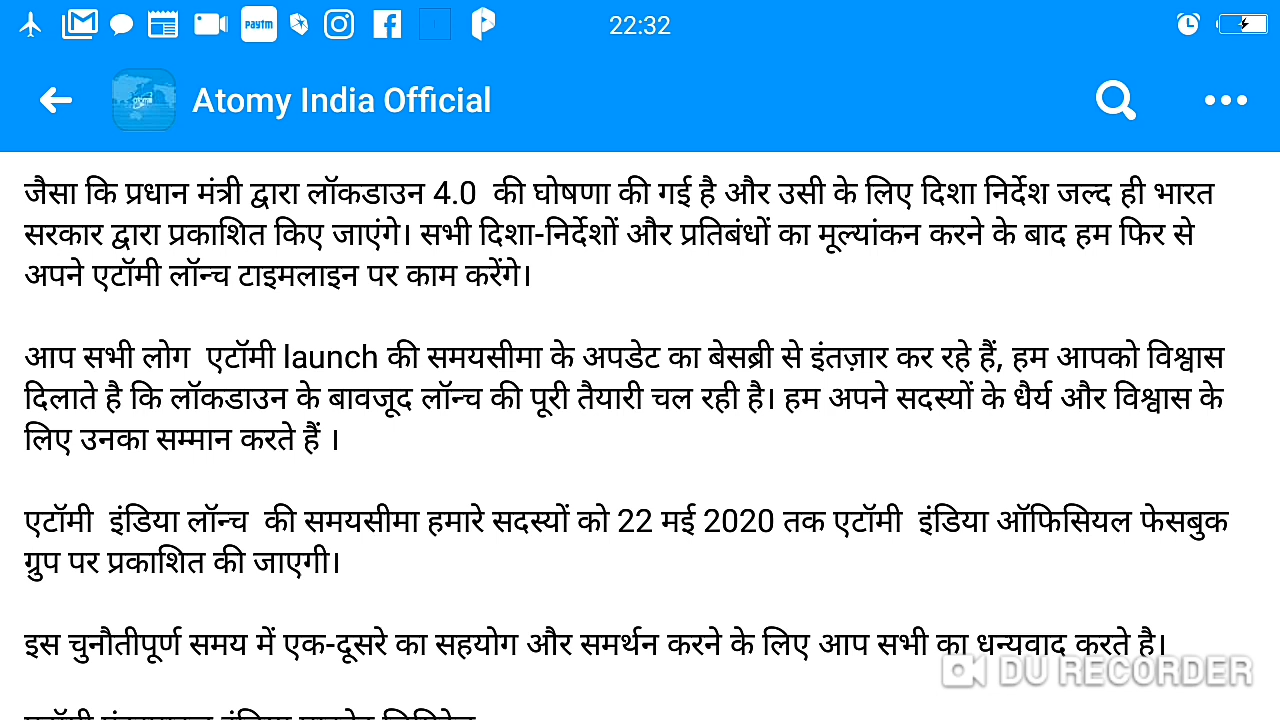 paytm
22:32
Atomy India Official
जैसा कि प्रधान मंत्री द्वारा लॉकडाउन 4.0 की घोषणा की गई है और उसी के लिए दिशा निर्देश जल्द ही भारत
सरकार द्वारा प्रकाशित किए जाएंगे। सभी दिशा-निर्देशों और प्रतिबंधों का मूल्यांकन करने के बाद हम फिर से
अपने एटॉमी लॉन्च टाइमलाइन पर काम करेंगे।
आप सभी लोग एटॉमी launch की समयसीमा के अपडेट का बेसब्री से इंतज़ार कर रहे हैं, हम आपको विश्वास
दिलाते है कि लॉकडाउन के बावजूद लॉन्च की पूरी तैयारी चल रही है। हम अपने सदस्यों के धैर्य और विश्वास के
लिए उनका सम्मान करते हैं ।
एटॉमी इंडिया लॉन्च की समयसीमा हमारे सदस्यों को 22 मई 2020 तक एटॉमी इंडिया ऑफिसियल फेसबुक
ग्रुप पर प्रकाशित की जाएगी।
इस चुनौतीपूर्ण समय में एक-दूसरे का सहयोग और समर्थन करने के लिए आप सभी का धन्यवाद करते है।
DU RECORDER